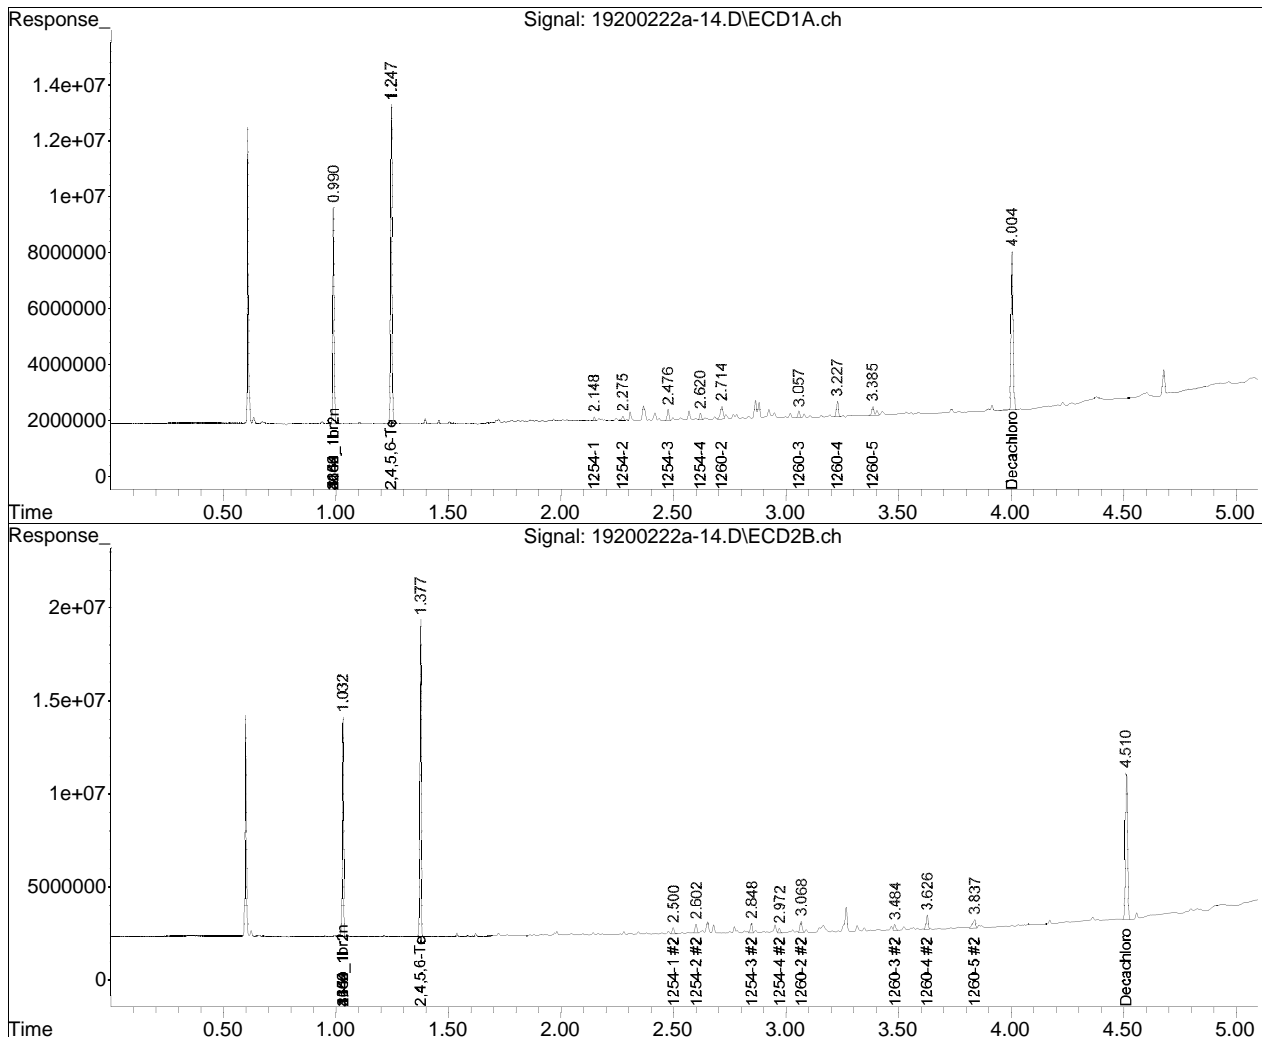 Response_
Signal: 19200222a-14.D\ECD1A.ch
1.4e+07
1.2e+07
1e+07
8000000
6000000
4000000
2000000
0
0.990
1.247
2.148
2.275
2.476
2.620
2.714
3.057
3.227
3.385
4.004
1br2n
2,4,5,6-Te
1254-1
1254-2
1254-3
1254-4
1260-2
1260-3
1260-4
1260-5
Decachloro
Time
0.50 1.00 1.50 2.00 2.50 3.00 3.50 4.00 4.50 5.00
Response_
Signal: 19200222a-14.D\ECD2B.ch
2e+07
1.5e+07
1e+07
5000000
0
1.032
1.377
2.500
2.602
2.848
2.972
3.068
3.484
3.626
3.837
4.510
1br2n
2,4,5,6-Te
1254-1 #2
1254-2 #2
1254-3 #2
1254-4 #2
1260-2 #2
1260-3 #2
1260-4 #2
1260-5 #2
Decachloro
Time
0.50 1.00 1.50 2.00 2.50 3.00 3.50 4.00 4.50 5.00